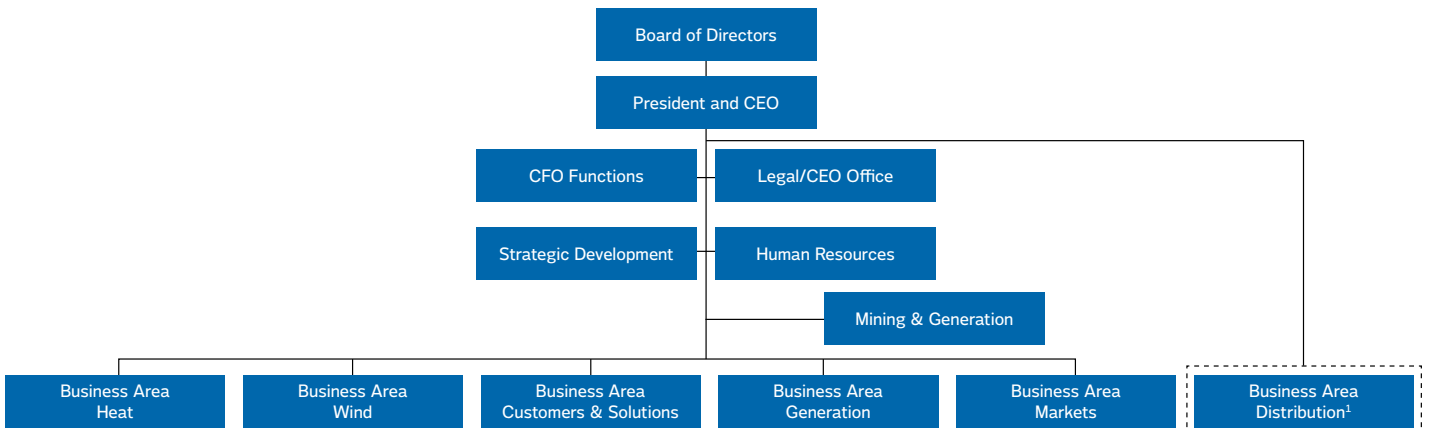 Board of Directors
President and CEO
CFO Functions
Legal/CEO Office
Strategic Development
Human Resources
Mining & Generation
Business Area
Heat
Business Area
Wind
Business Area
Customers & Solutions
Business Area
Generation
Business Area
Markets
Business Area
Distribution¹